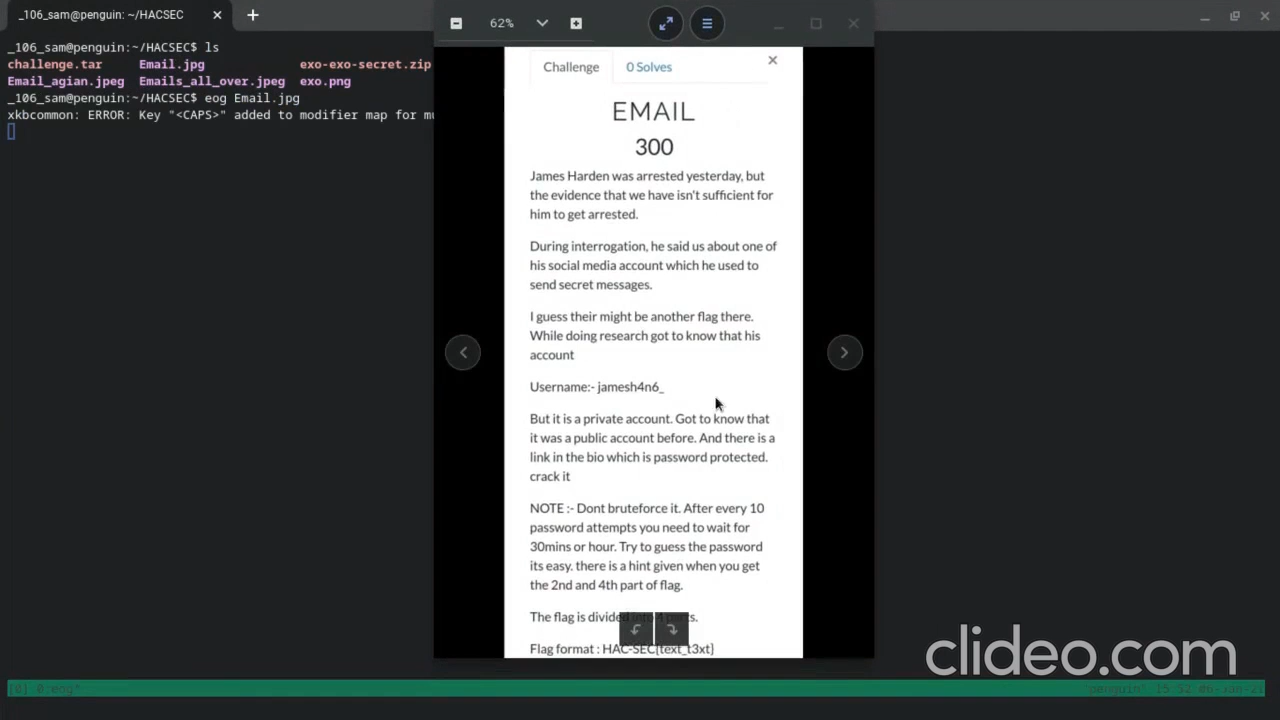 _106_sam@penguin: ~/HACSEC
62%
_106_sam@penguin:~/HACSEC$ ls
challenge.tar Email.jpg exo-exo-secret.zip
Email_agian.jpeg Emails_all_over.jpeg exo.png
_106_sam@penguin:~/HACSEC$ eog Email.jpg
xkbcommon: ERROR: Key "<CAPS>" added to modifier map for mu
Challenge 0 Solves
EMAIL
300
James Harden was arrested yesterday, but
the evidence that we have isn't sufficient for
him to get arrested.
During interrogation, he said us about one of
his social media account which he used to
send secret messages.
I guess their might be another flag there.
While doing research got to know that his
account
Username:- jamesh4n6_
But it is a private account. Got to know that
it was a public account before. And there is a
link in the bio which is password protected.
crack it
NOTE :- Dont bruteforce it. After every 10
password attempts you need to wait for
30mins or hour. Try to guess the password
its easy. there is a hint given when you get
the 2nd and 4th part of flag.
The flag is divided into 4 parts.
Flag format : HAC-SEC{text_t3xt}
clideo.com